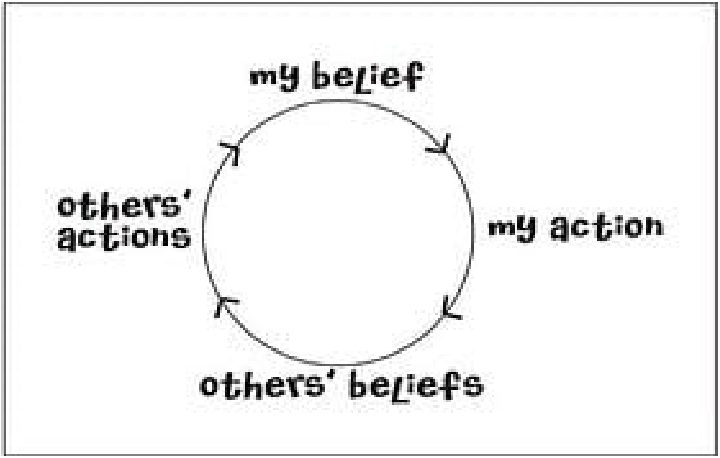 my belief
others'
actions
my action
others' beliefs